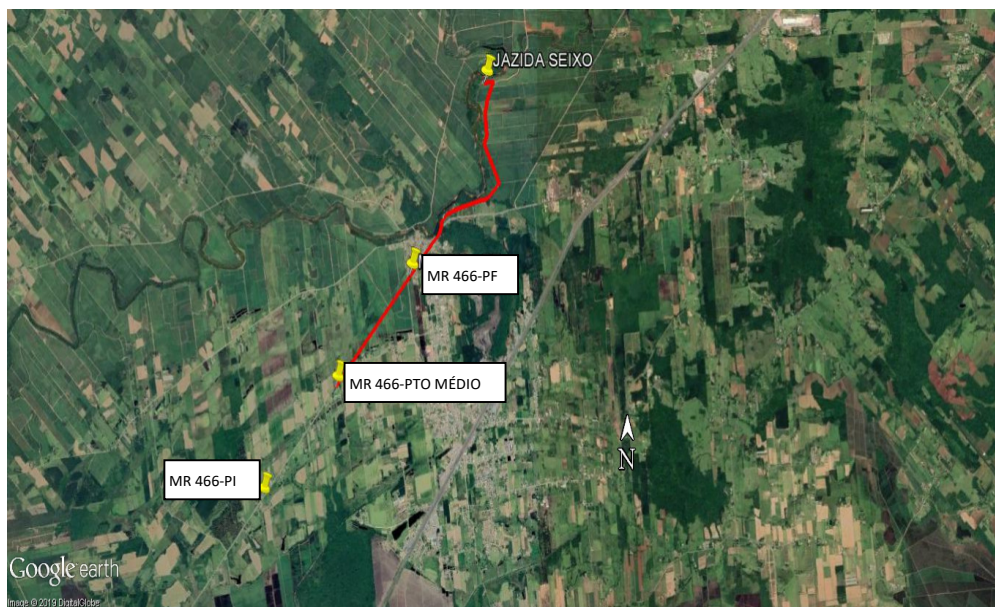 JAZIDA SEIXO
MR 466-PF
MR 466-PTO MÉDIO
MR 466-PI
N
Google earth
Image © 2019 DigitalGlobe